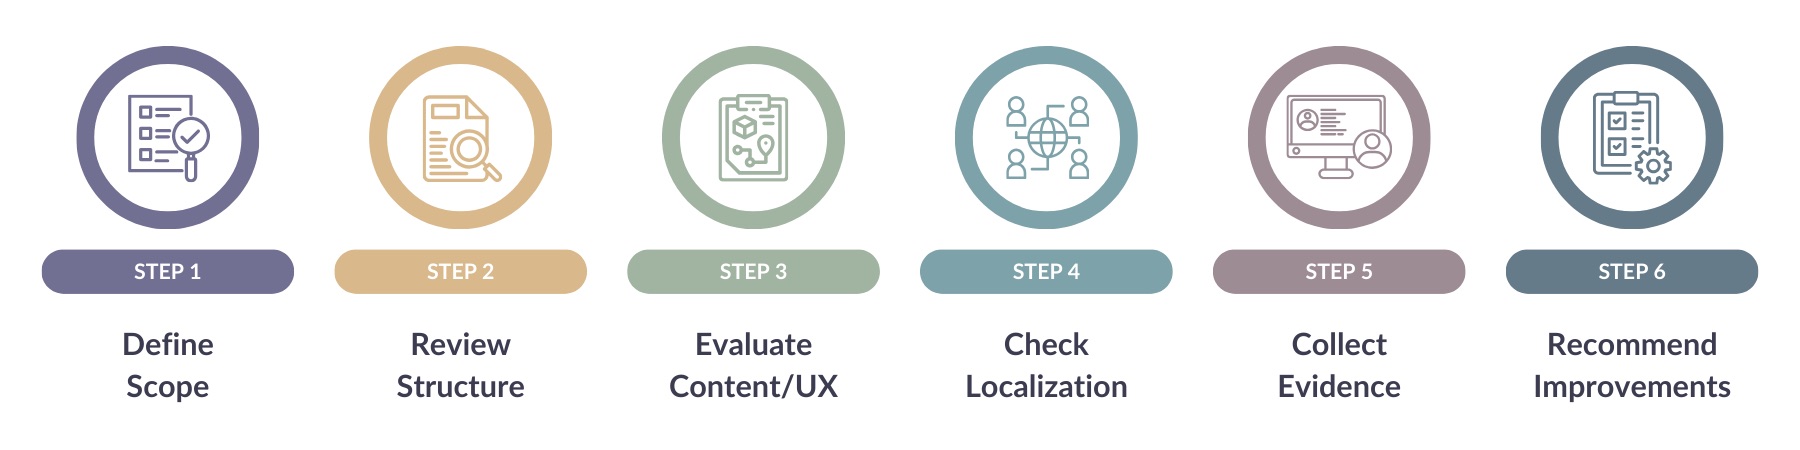 STEP 1
Define
Scope
STEP 2
Review
Structure
STEP 3
Evaluate
Content/UX
STEP 4
Check
Localization
STEP 5
Collect
Evidence
STEP 6
Recommend
Improvements